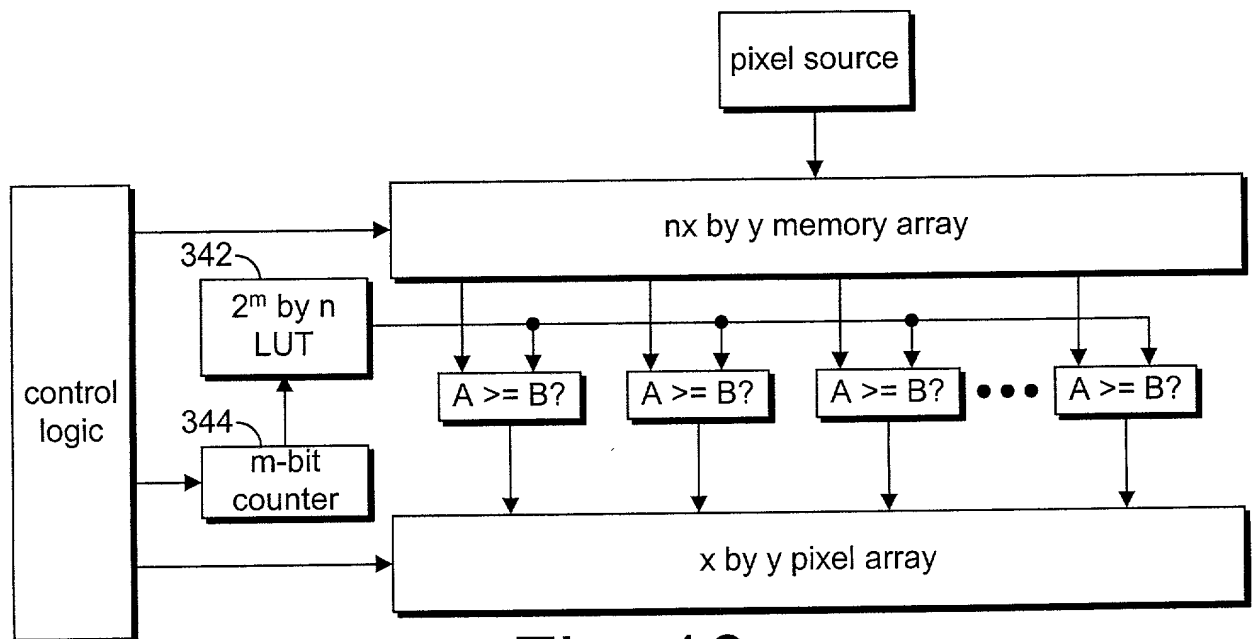 pixel source
nx by y memory array
342
2ᵐ by n
LUT
control
logic
A >= B?
A >= B?
A >= B?
A >= B?
344
m-bit
counter
x by y pixel array